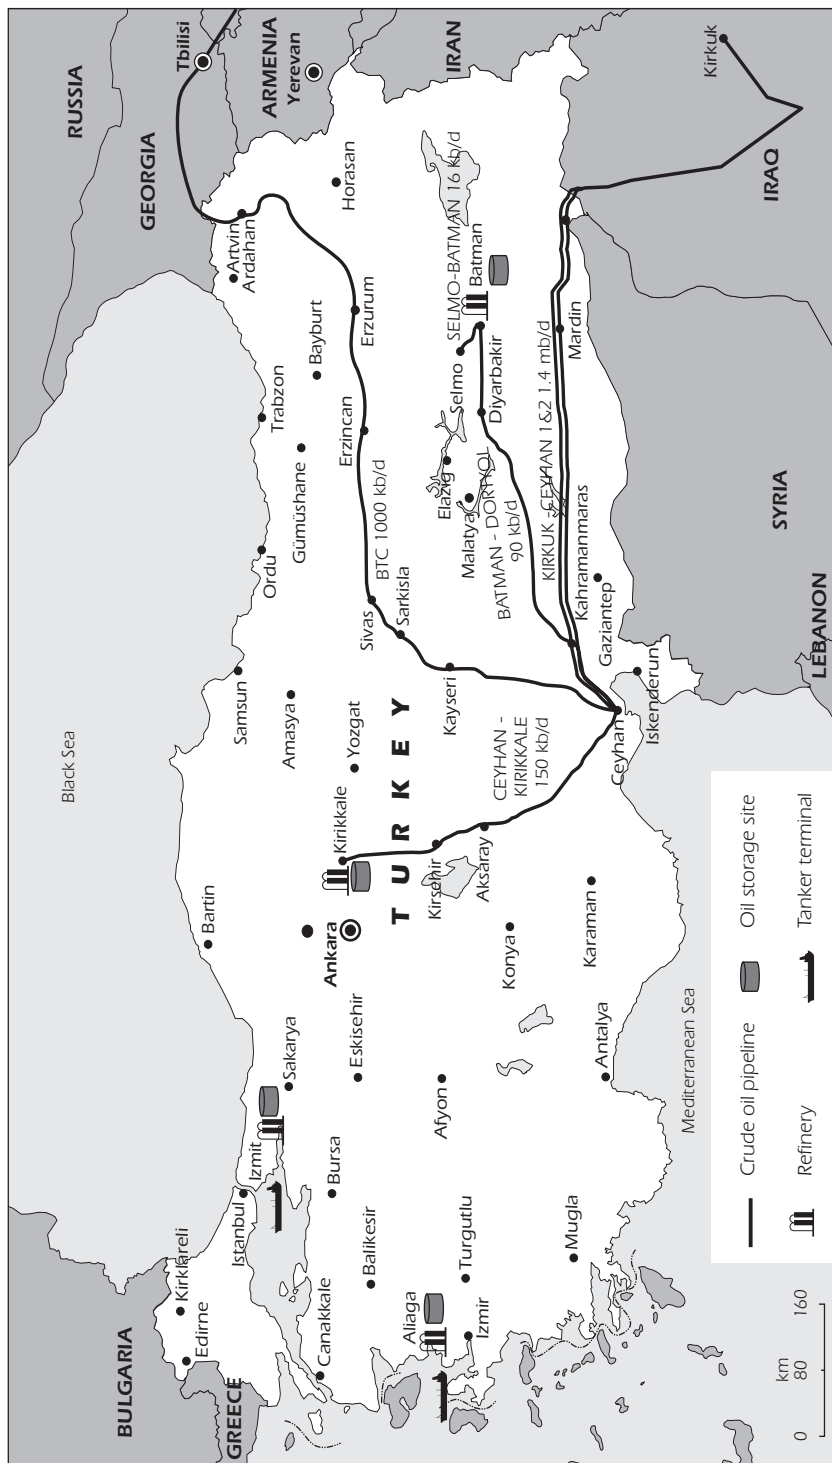 BULGARIA
GREECE
RUSSIA
GEORGIA
ARMENIA
IRAN
IRAQ
SYRIA
LEBANON
T U R K E Y
Black Sea
Mediterranean Sea
Tbilisi
Yerevan
Kirkuk
Kirklareli
Edirne
Istanbul
Izmit
Sakarya
Bartin
Samsun
Ordu
Trabzon
Artvin
Ardahan
Canakkale
Bursa
Eskisehir
Ankara
Kirikkale
Yozgat
Amasya
Gümüshane
Bayburt
Horasan
Balikesir
Sivas
Sarkisla
BTC 1000 kb/d
Erzincan
Erzurum
Aliaga
Izmir
Turgutlu
Afyon
Kirsehir
Aksaray
Kayseri
CEYHAN -
KIRIKKALE
150 kb/d
Malatya
Elazig
Selmo
SELMO-BATMAN 16 kb/d
Batman
Diyarbakir
BATMAN - DORTYOL
90 kb/d
KIRKUK -CEYHAN 1&2 1.4 mb/d
Mardin
Mugla
Antalya
Konya
Karaman
Ceyhan
Iskenderun
Gaziantep
Kahramanmaras
km
0 80 160
Crude oil pipeline
Oil storage site
Refinery
Tanker terminal